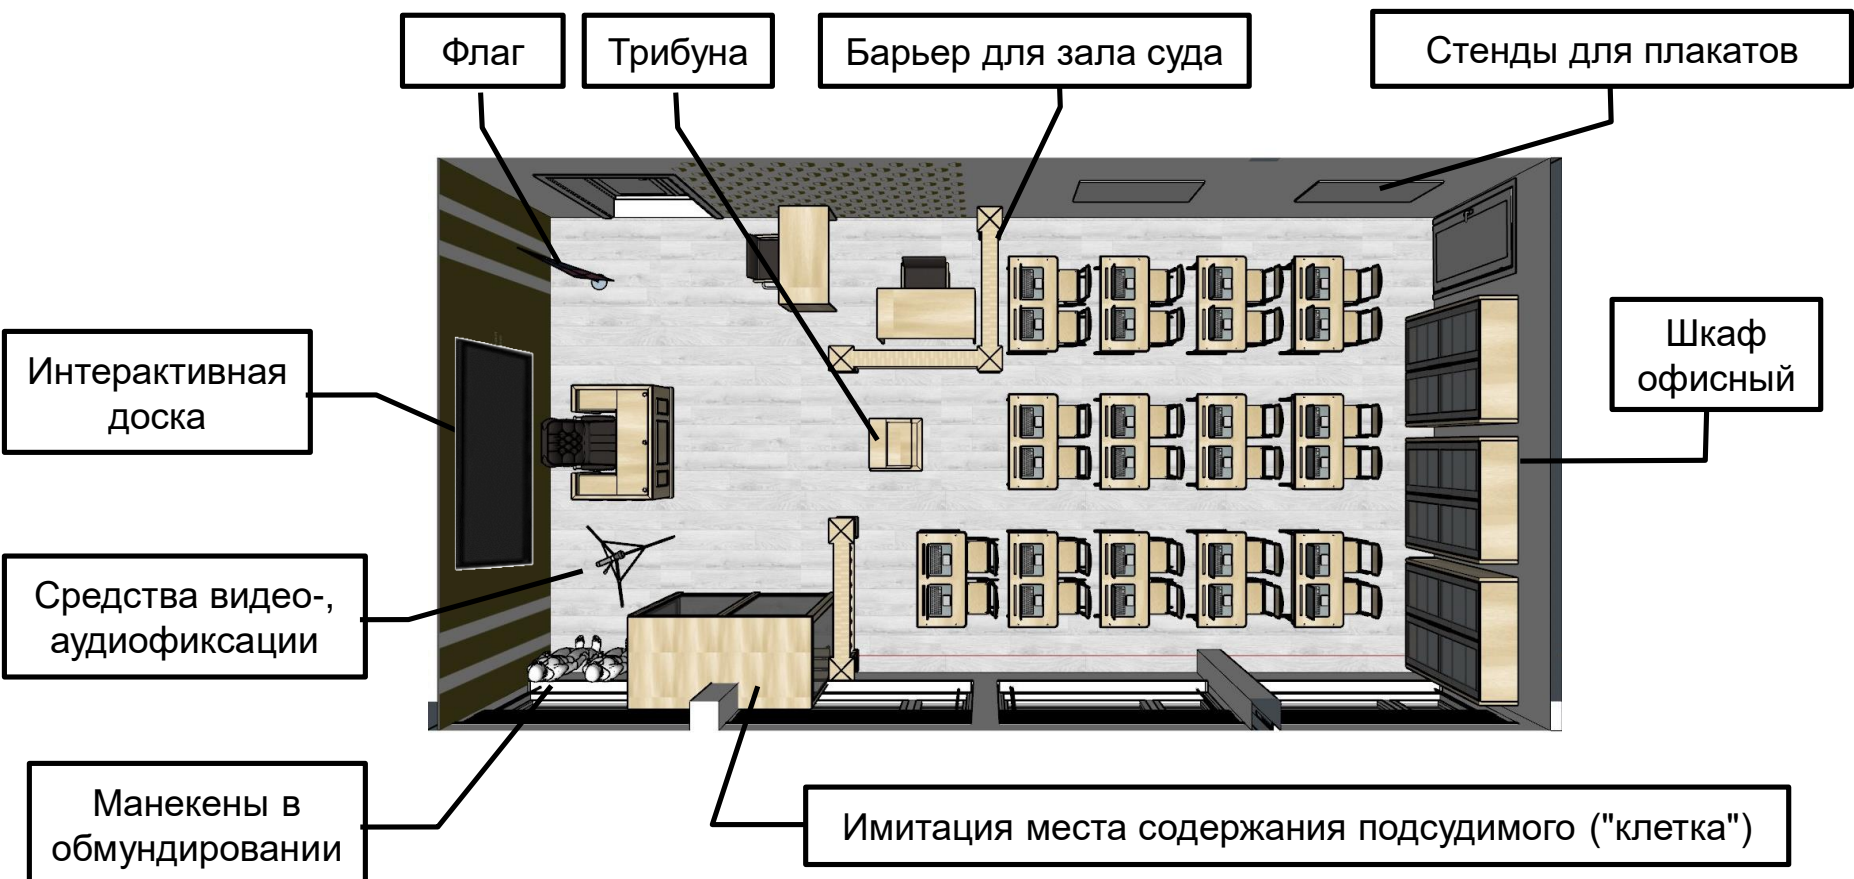 Флаг
Трибуна
Барьер для зала суда
Стенды для плакатов
Интерактивная
доска
Шкаф
офисный
Средства видео-,
аудиофиксации
Манекены в
обмундировании
Имитация места содержания подсудимого ("клетка")